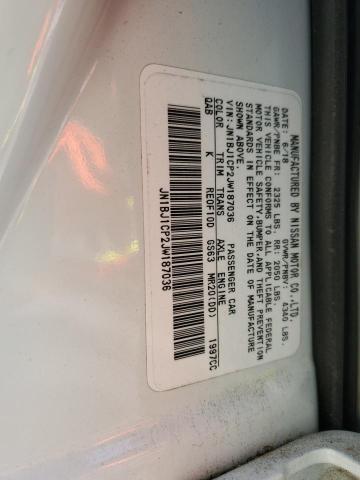 MANUFACTURED BY NISSAN MOTOR CO.,LTD.
6/18 GVWR/PNBV: 4340 LBS.
GAWR/PNBE FR: 2325 LBS. RR: 2050 LBS.
THIS VEHICLE CONFORMS TO ALL APPLICABLE FEDERAL
MOTOR VEHICLE SAFETY,BUMPER,AND THEFT PREVENTION
STANDARDS IN EFFECT ON THE DATE OF MANUFACTURE
SHOWN ABOVE.
VIN:JN1BJ1CP2JW187036 PASSENGER CAR
COLOR TRIM TRANS AXLE ENGINE
QAB K RE0F10D GS63 MR20(DD) 1997CC
JN1BJ1CP2JW187036